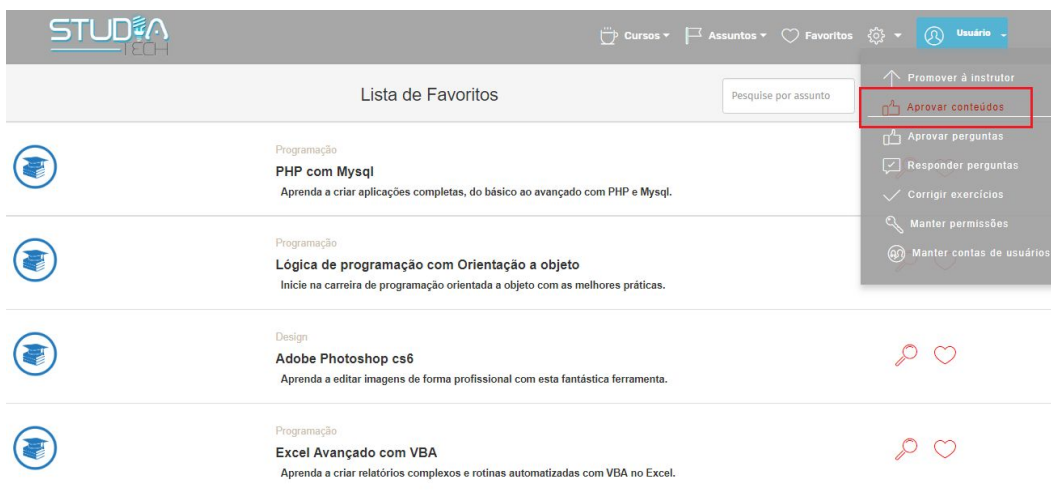 STUDIA
TECH
Cursos
Assuntos
Favoritos
Usuário
Lista de Favoritos
Pesquise por assunto
Promover á instrutor
Aprovar conteúdos
Aprovar perguntas
Responder perguntas
Corrigir exercícios
Manter permissões
Manter contas de usuários
Programação
PHP com Mysql
Aprenda a criar aplicações completas, do básico ao avançado com PHP e Mysql.
Programação
Lógica de programação com Orientação a objeto
Inicie na carreira de programação orientada a objeto com as melhores práticas.
Design
Adobe Photoshop cs6
Aprenda a editar imagens de forma profissional com esta fantástica ferramenta.
Programação
Excel Avançado com VBA
Aprenda a criar relatórios complexos e rotinas automatizadas com VBA no Excel.